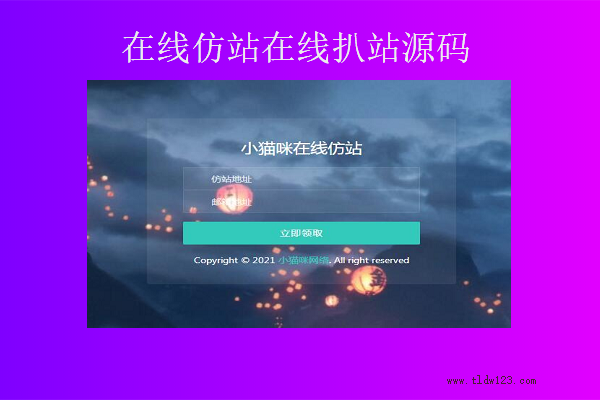 在线仿站在线扒站源码
小猫咪在线仿站
仿站地址
邮箱地址
立即领取
Copyright © 2021 小猫咪网络. All right reserved
www.tldw123.com